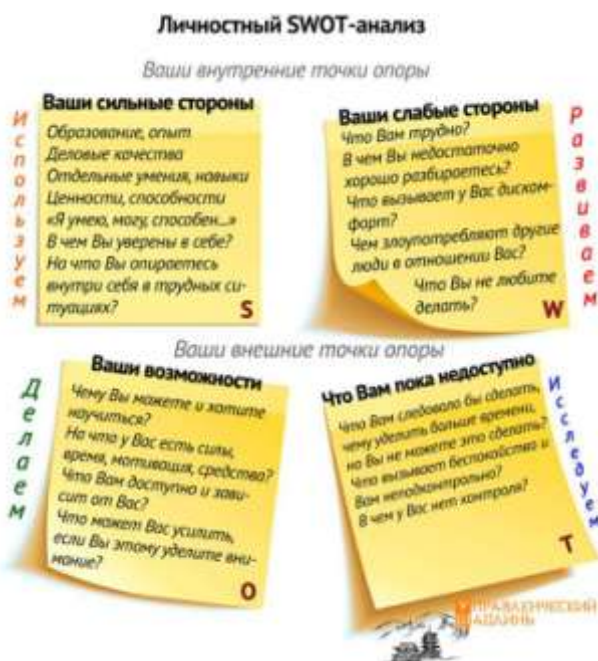 Личностный SWOT-анализ
Ваши внутренние точки опоры
Используем
Ваши сильные стороны
Образование, опыт
Деловые качества
Отдельные умения, навыки
Ценности, способности
«Я умею, могу, способен...»
В чем Вы уверены в себе?
На что Вы опираетесь
внутри себя в трудных си-
туациях?
S
Ваши слабые стороны
Что Вам трудно?
В чем Вы недостаточно
хорошо разбираетесь?
Что вызывает у Вас диском-
форт?
Чем злоупотребляют другие
люди в отношении Вас?
Что Вы не любите
делать?
W
Развиваем
Ваши внешние точки опоры
Делаем
Ваши возможности
Чему Вы можете и хотите
научиться?
На что у Вас есть силы,
время, мотивация, средства?
Что Вам доступно и зави-
сит от Вас?
Что может Вас усилить,
если Вы этому уделите вни-
мание?
O
Что Вам пока недоступно
Что Вам следовало бы сделать,
чему уделить больше времени,
но Вы не можете это сделать?
Что вызывает беспокойство и
Вам неподконтрольно?
В чем у Вас нет контроля?
T
Исследуем